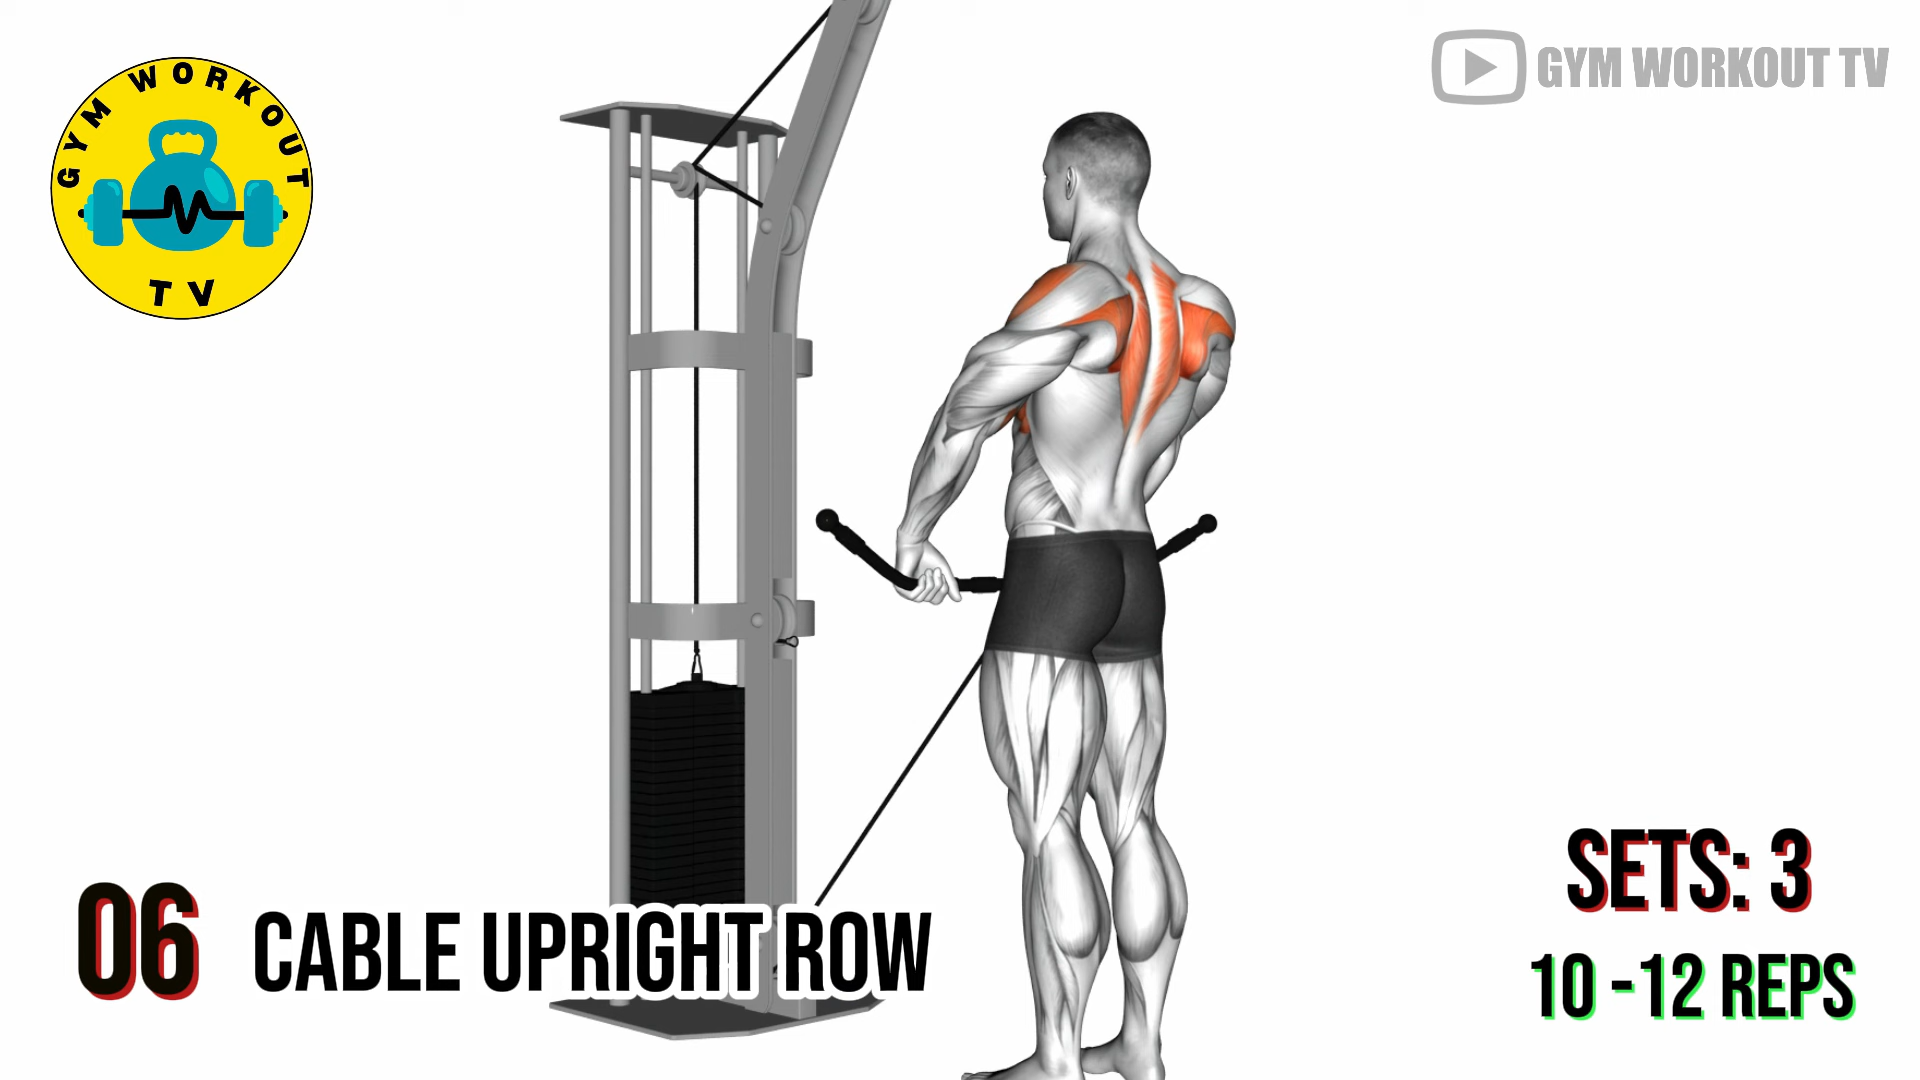 GYM WORKOUT
TV
GYM WORKOUT TV
06 CABLE UPRIGHT ROW
SETS: 3
10 -12 REPS